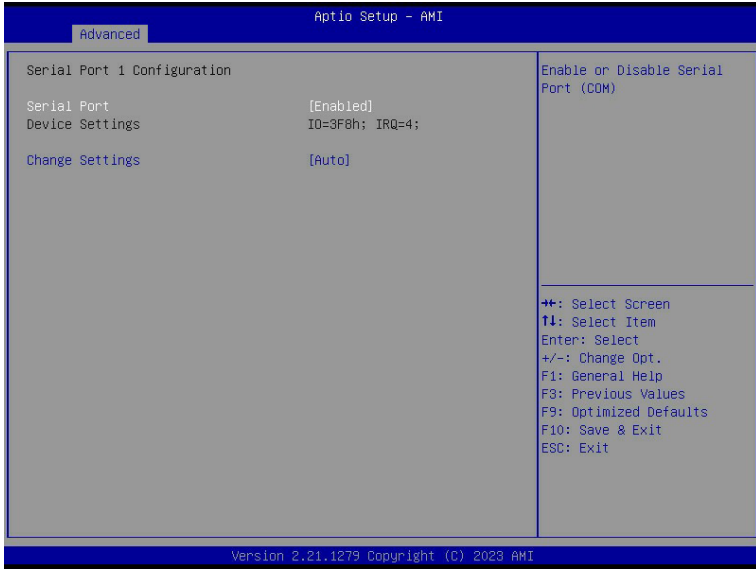 Aptio Setup – AMI
Advanced
Serial Port 1 Configuration
Serial Port [Enabled]
Device Settings IO=3F8h; IRQ=4;
Change Settings [Auto]
Enable or Disable Serial
Port (COM)
→←: Select Screen
↑↓: Select Item
Enter: Select
+/-: Change Opt.
F1: General Help
F3: Previous Values
F9: Optimized Defaults
F10: Save & Exit
ESC: Exit
Version 2.21.1279 Copyright (C) 2023 AMI